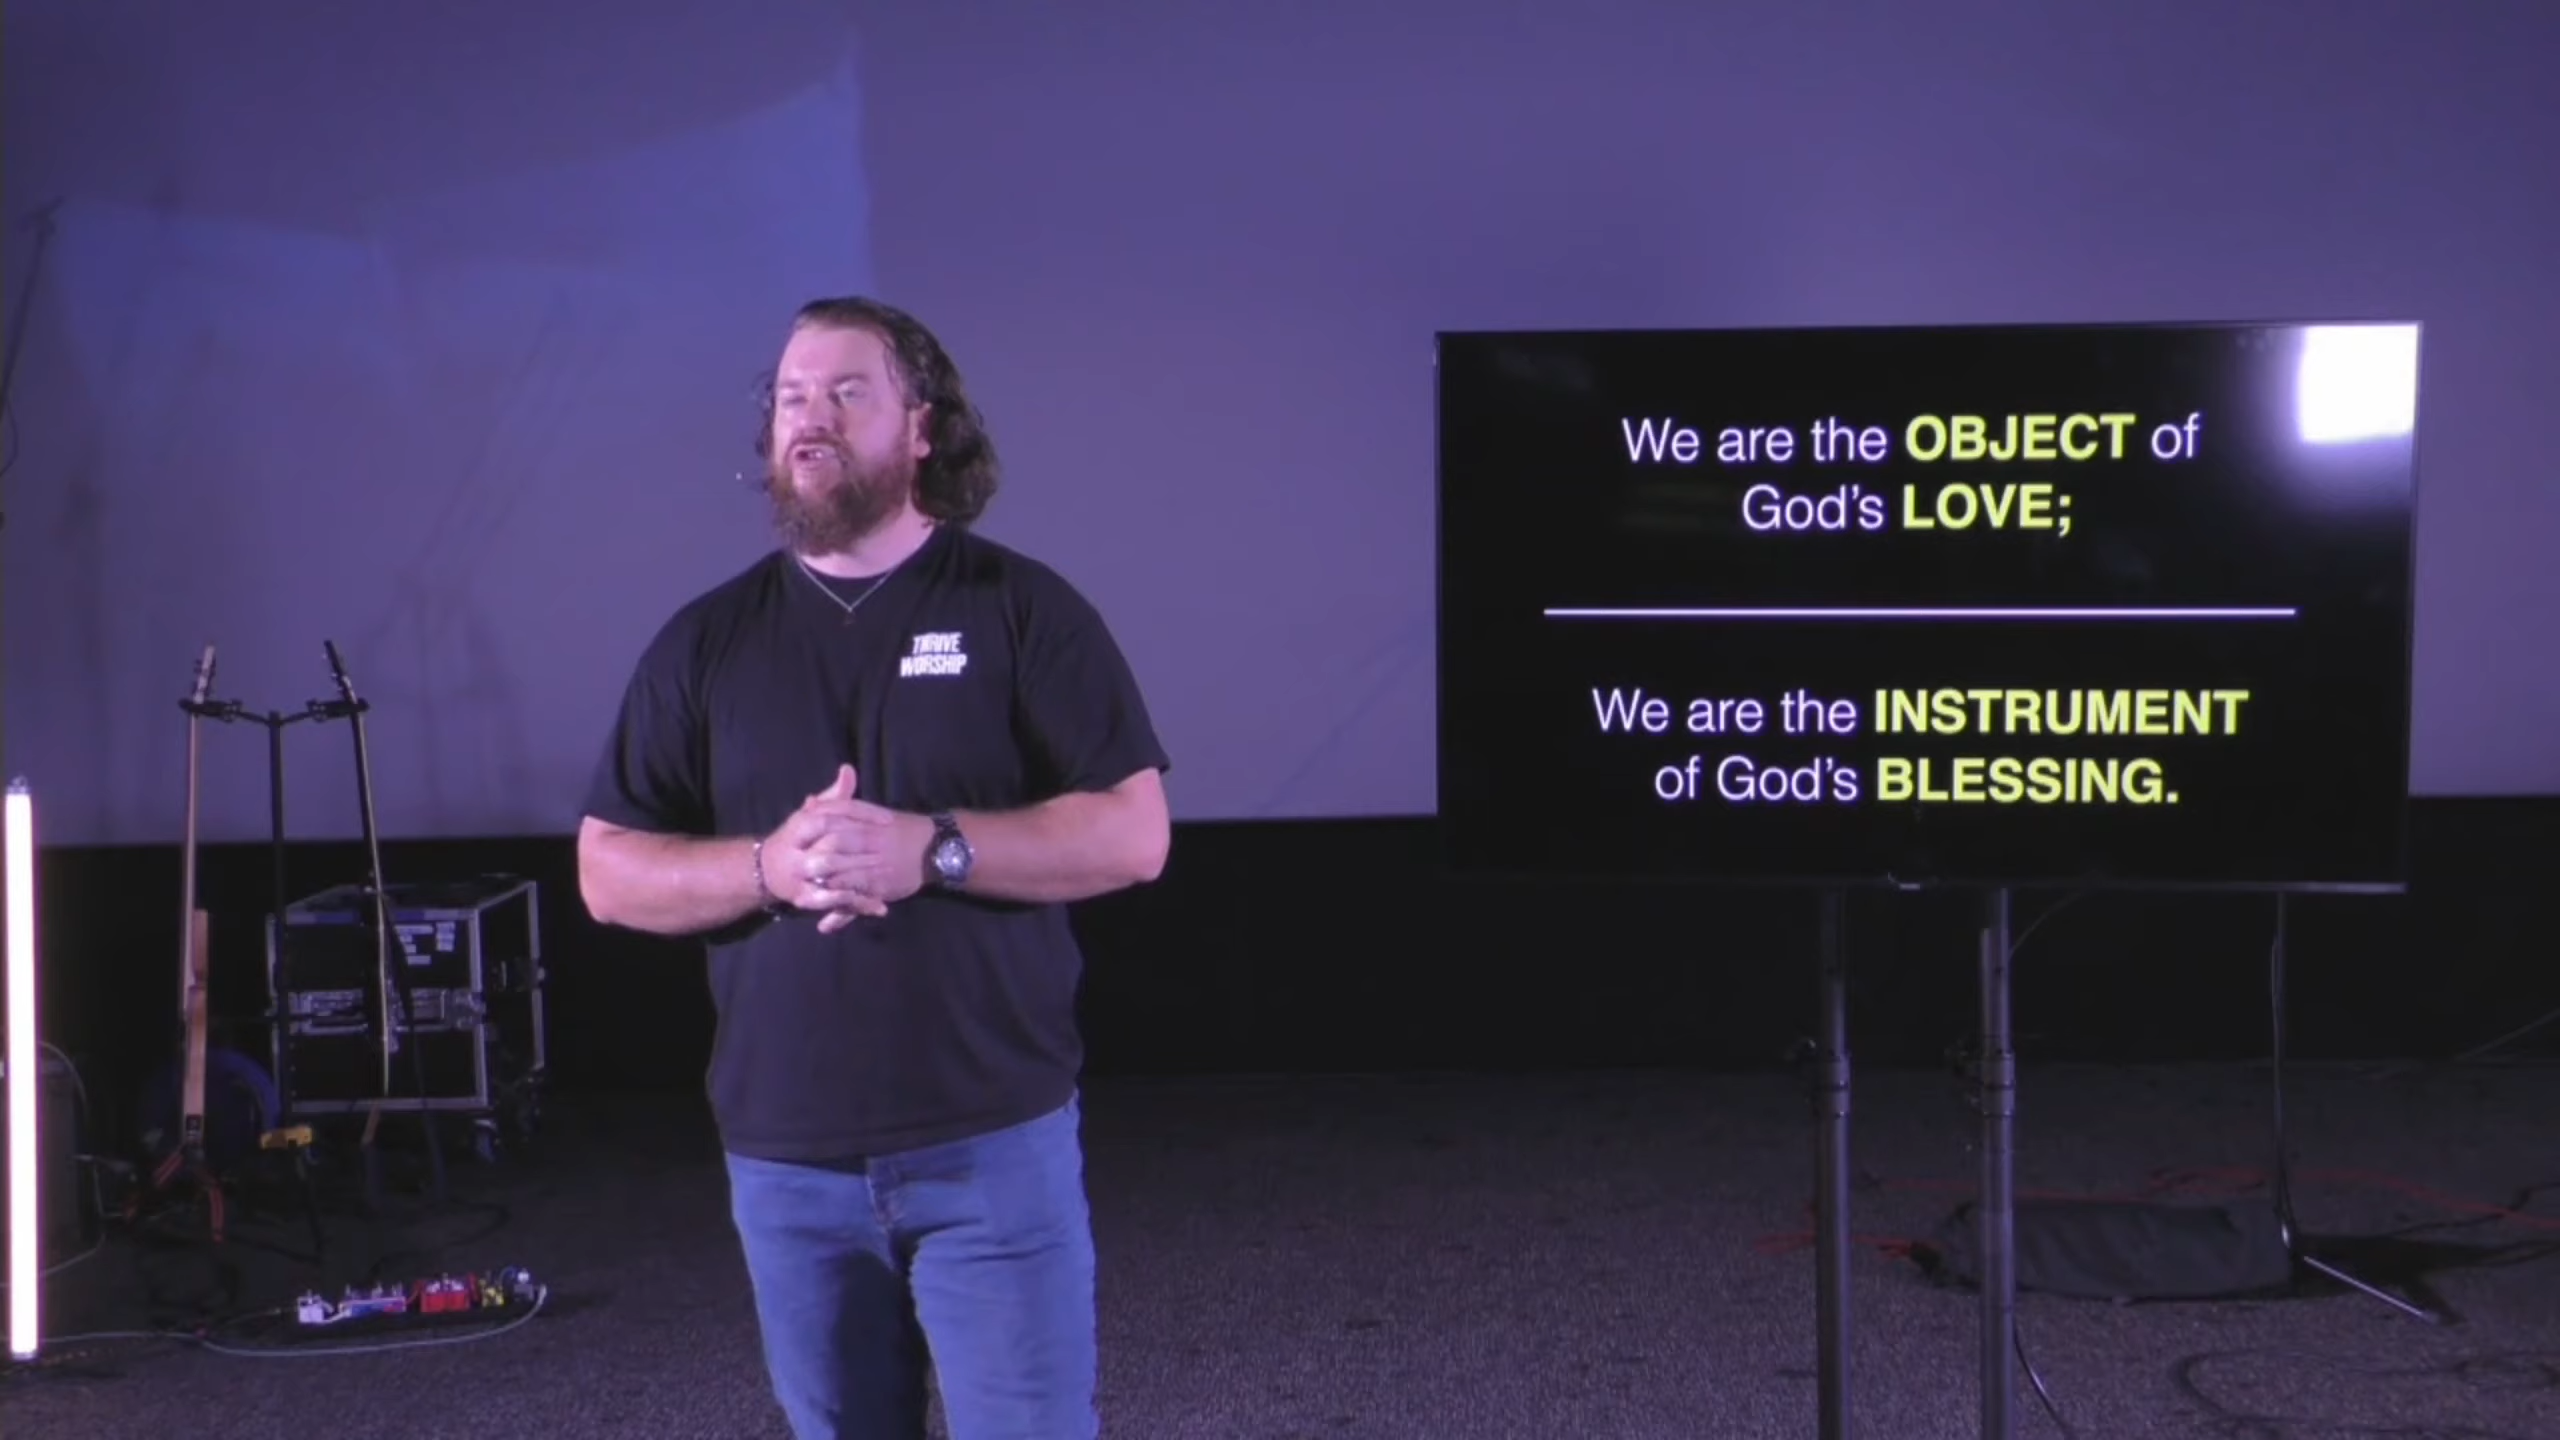 THRIVE
WORSHIP
We are the OBJECT of
God's LOVE;
We are the INSTRUMENT
of God's BLESSING.